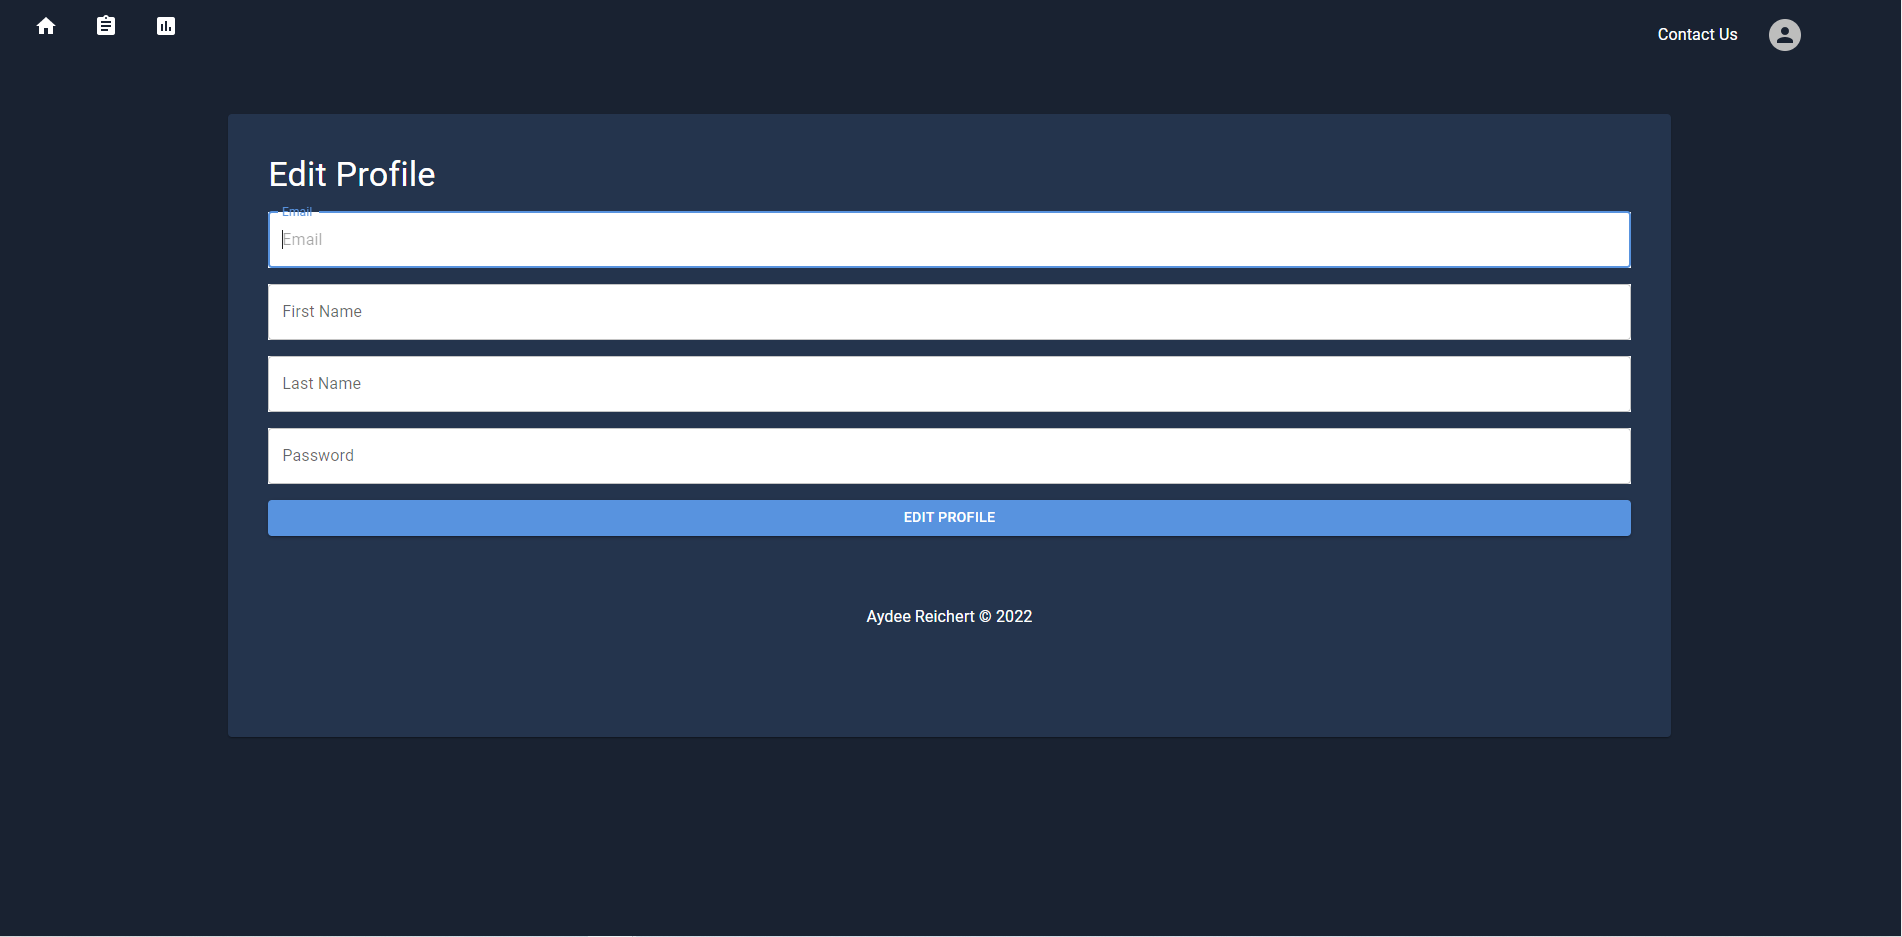 Contact Us
Edit Profile
Email
Email
First Name
Last Name
Password
EDIT PROFILE
Aydee Reichert © 2022